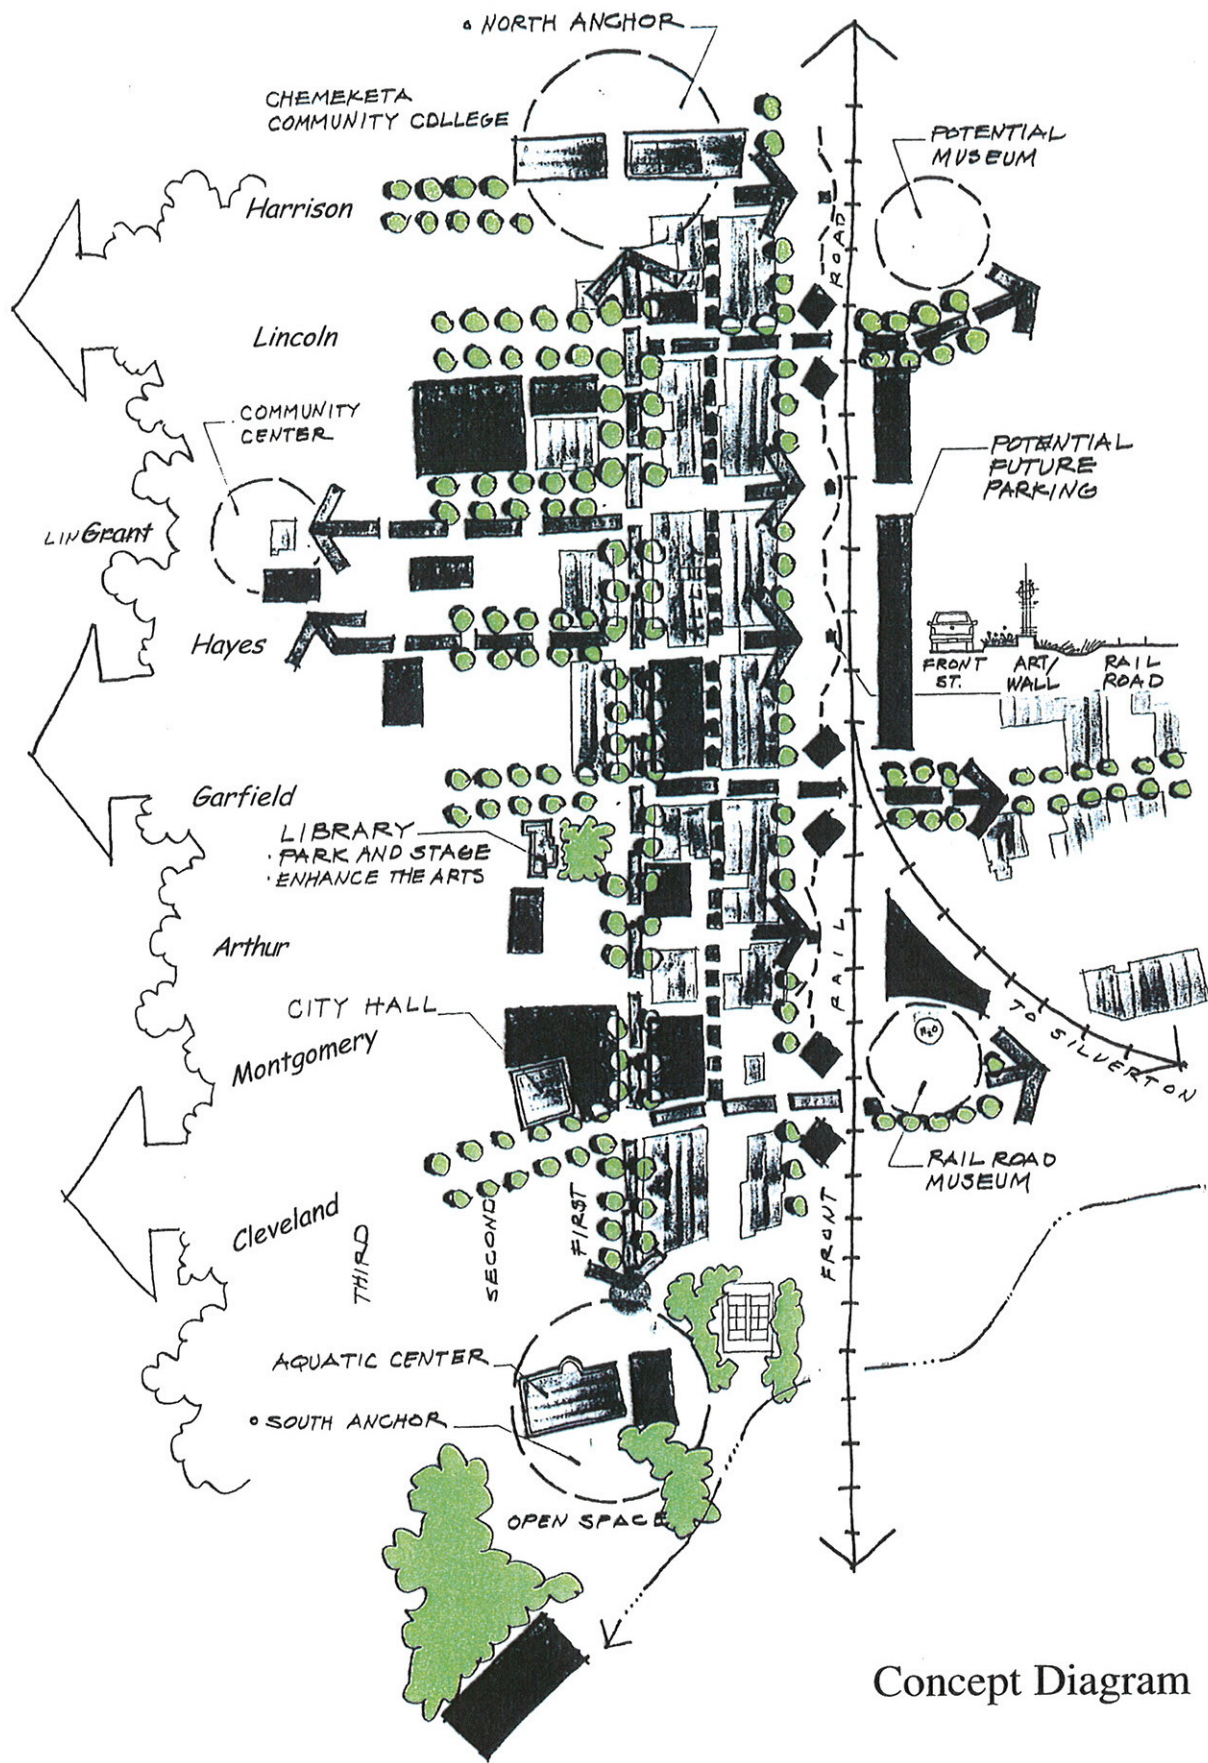 NORTH ANCHOR
CHEMEKETA
COMMUNITY COLLEGE
POTENTIAL
MUSEUM
Harrison
ROAD
Lincoln
COMMUNITY
CENTER
POTENTIAL
FUTURE
PARKING
LINGrant
Hayes
FRONT
ST.
ART/
WALL
RAIL
ROAD
Garfield
LIBRARY
· PARK AND STAGE
· ENHANCE THE ARTS
Arthur
RAIL
CITY HALL
Montgomery
H2O
TO SILVERTON
RAIL ROAD
MUSEUM
Cleveland
THIRD
SECOND
FIRST
FRONT
AQUATIC CENTER
SOUTH ANCHOR
OPEN SPACE
Concept Diagram